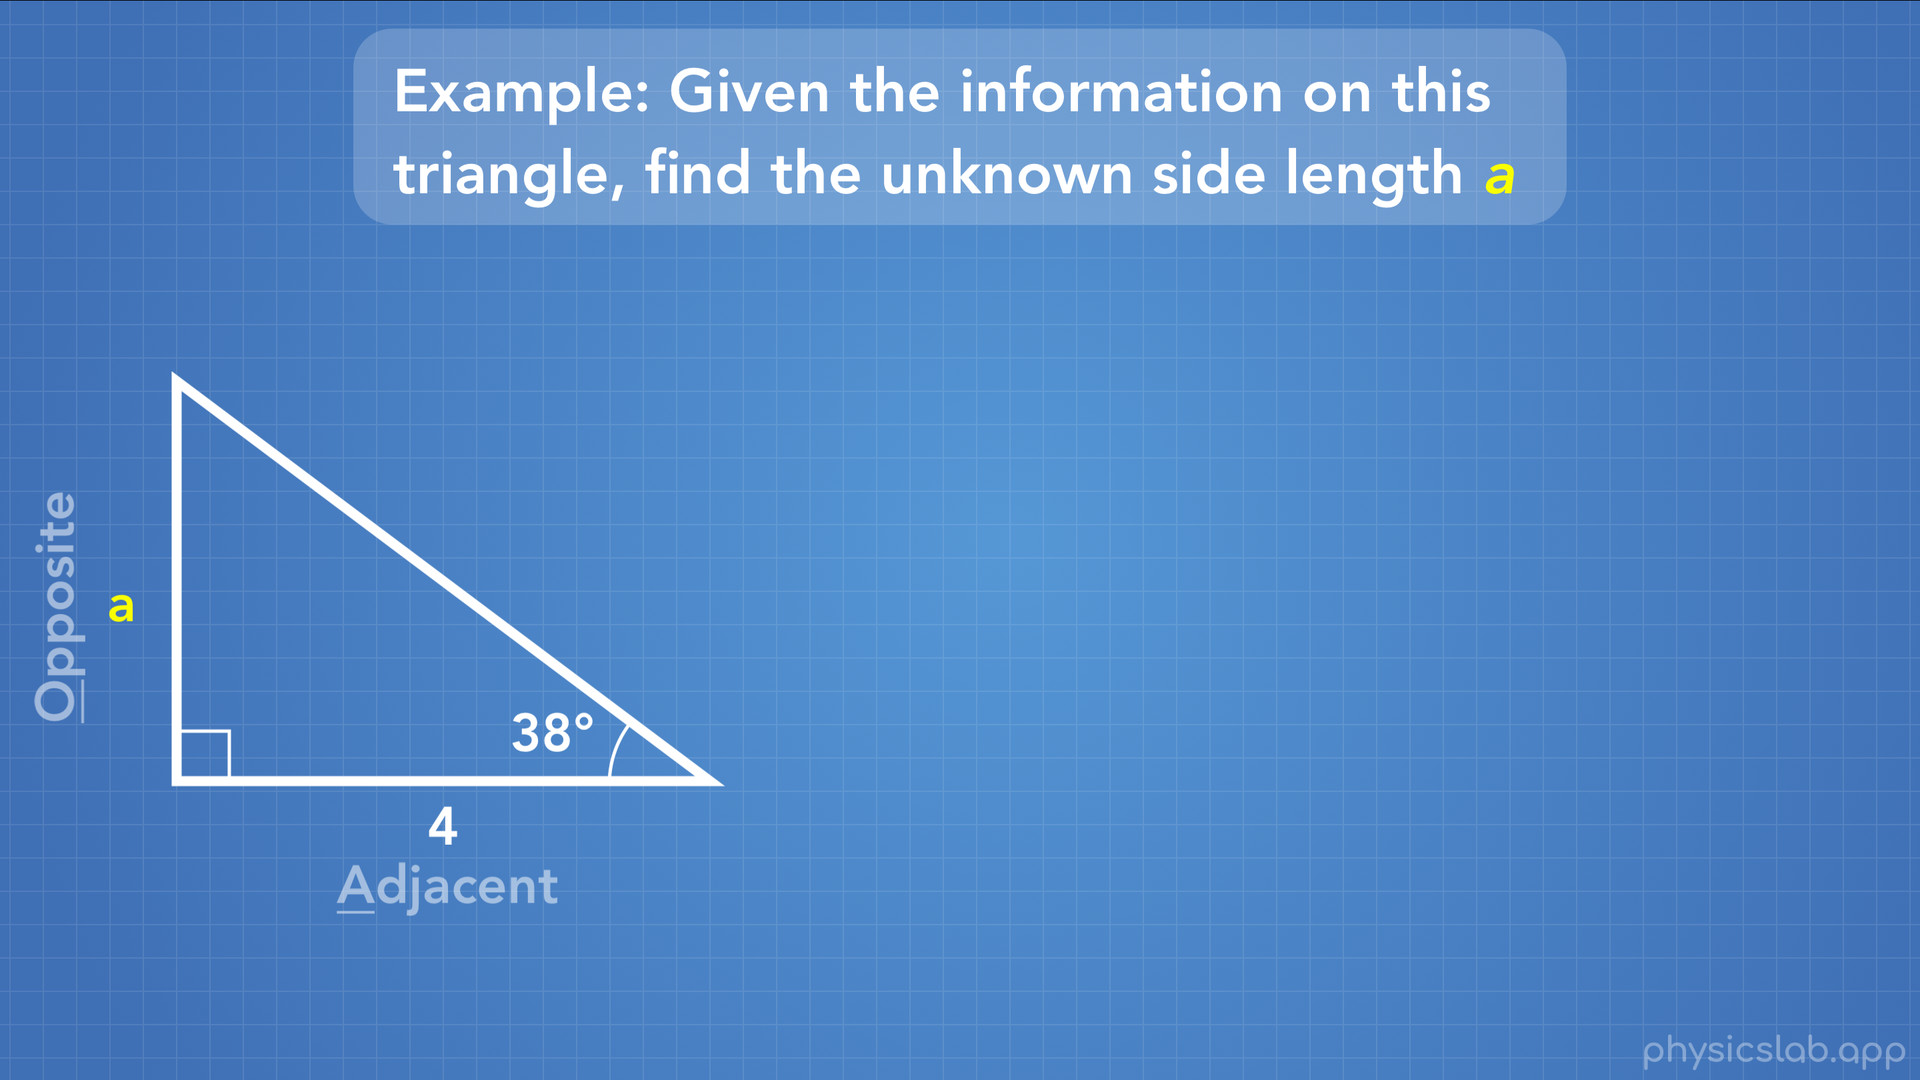 Example: Given the information on this
triangle, find the unknown side length a
Opposite
a
38°
4
Adjacent
physicslab.app